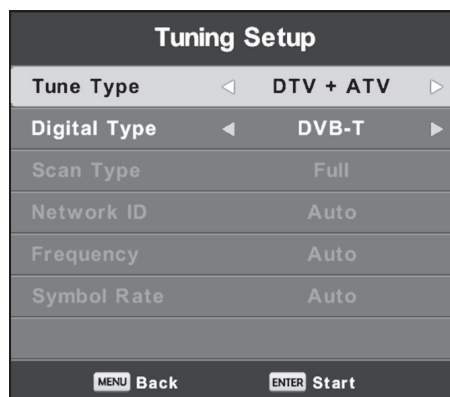 Tuning Setup
Tune Type DTV + ATV
Digital Type DVB-T
Scan Type Full
Network ID Auto
Frequency Auto
Symbol Rate Auto
MENU Back ENTER Start